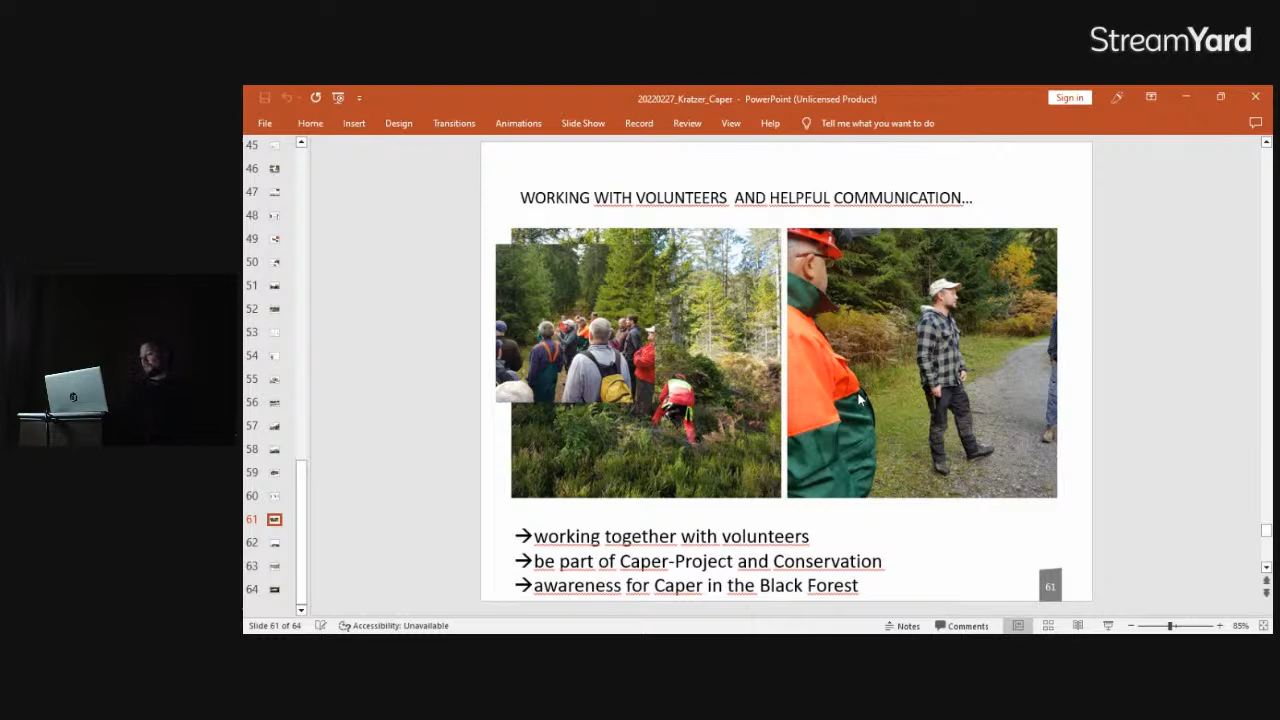 StreamYard
20220227_Kratzer_Caper - PowerPoint (Unlicensed Product)
Sign in
File Home Insert Design Transitions Animations Slide Show Record Review View Help Tell me what you want to do
45
46
47
48
49
50
51
52
53
54
55
56
57
58
59
60
61
62
63
64
WORKING WITH VOLUNTEERS AND HELPFUL COMMUNICATION...
→working together with volunteers
→be part of Caper-Project and Conservation
→awareness for Caper in the Black Forest
61
Slide 61 of 64 Accessibility: Unavailable Notes Comments 85%